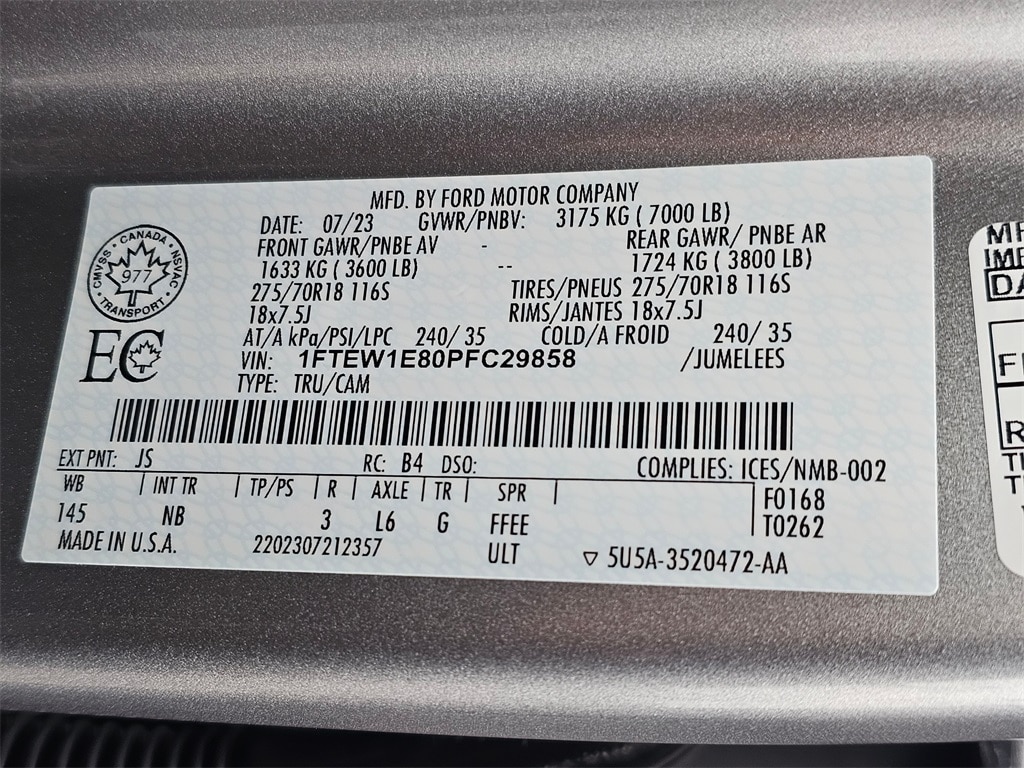 MFD. BY FORD MOTOR COMPANY
DATE: 07/23 GVWR/PNBV: 3175 KG ( 7000 LB)
FRONT GAWR/PNBE AV - REAR GAWR/ PNBE AR
1633 KG ( 3600 LB) -- 1724 KG ( 3800 LB)
275/70R18 116S TIRES/PNEUS 275/70R18 116S
18x7.5J RIMS/JANTES 18x7.5J
AT/A kPa/PSI/LPC 240/ 35 COLD/A FROID 240/ 35
VIN: 1FTEW1E80PFC29858 /JUMELEES
TYPE: TRU/CAM
CANADA
CMVSS NSVAC
977
TRANSPORT
EC
EXT PNT: JS RC: B4 DSO: COMPLIES: ICES/NMB-002
WB | INT TR | TP/PS | R | AXLE | TR | SPR | F0168
145 NB 3 L6 G FFEE T0262
MADE IN U.S.A. 2202307212357 ULT ▽ 5U5A-3520472-AA